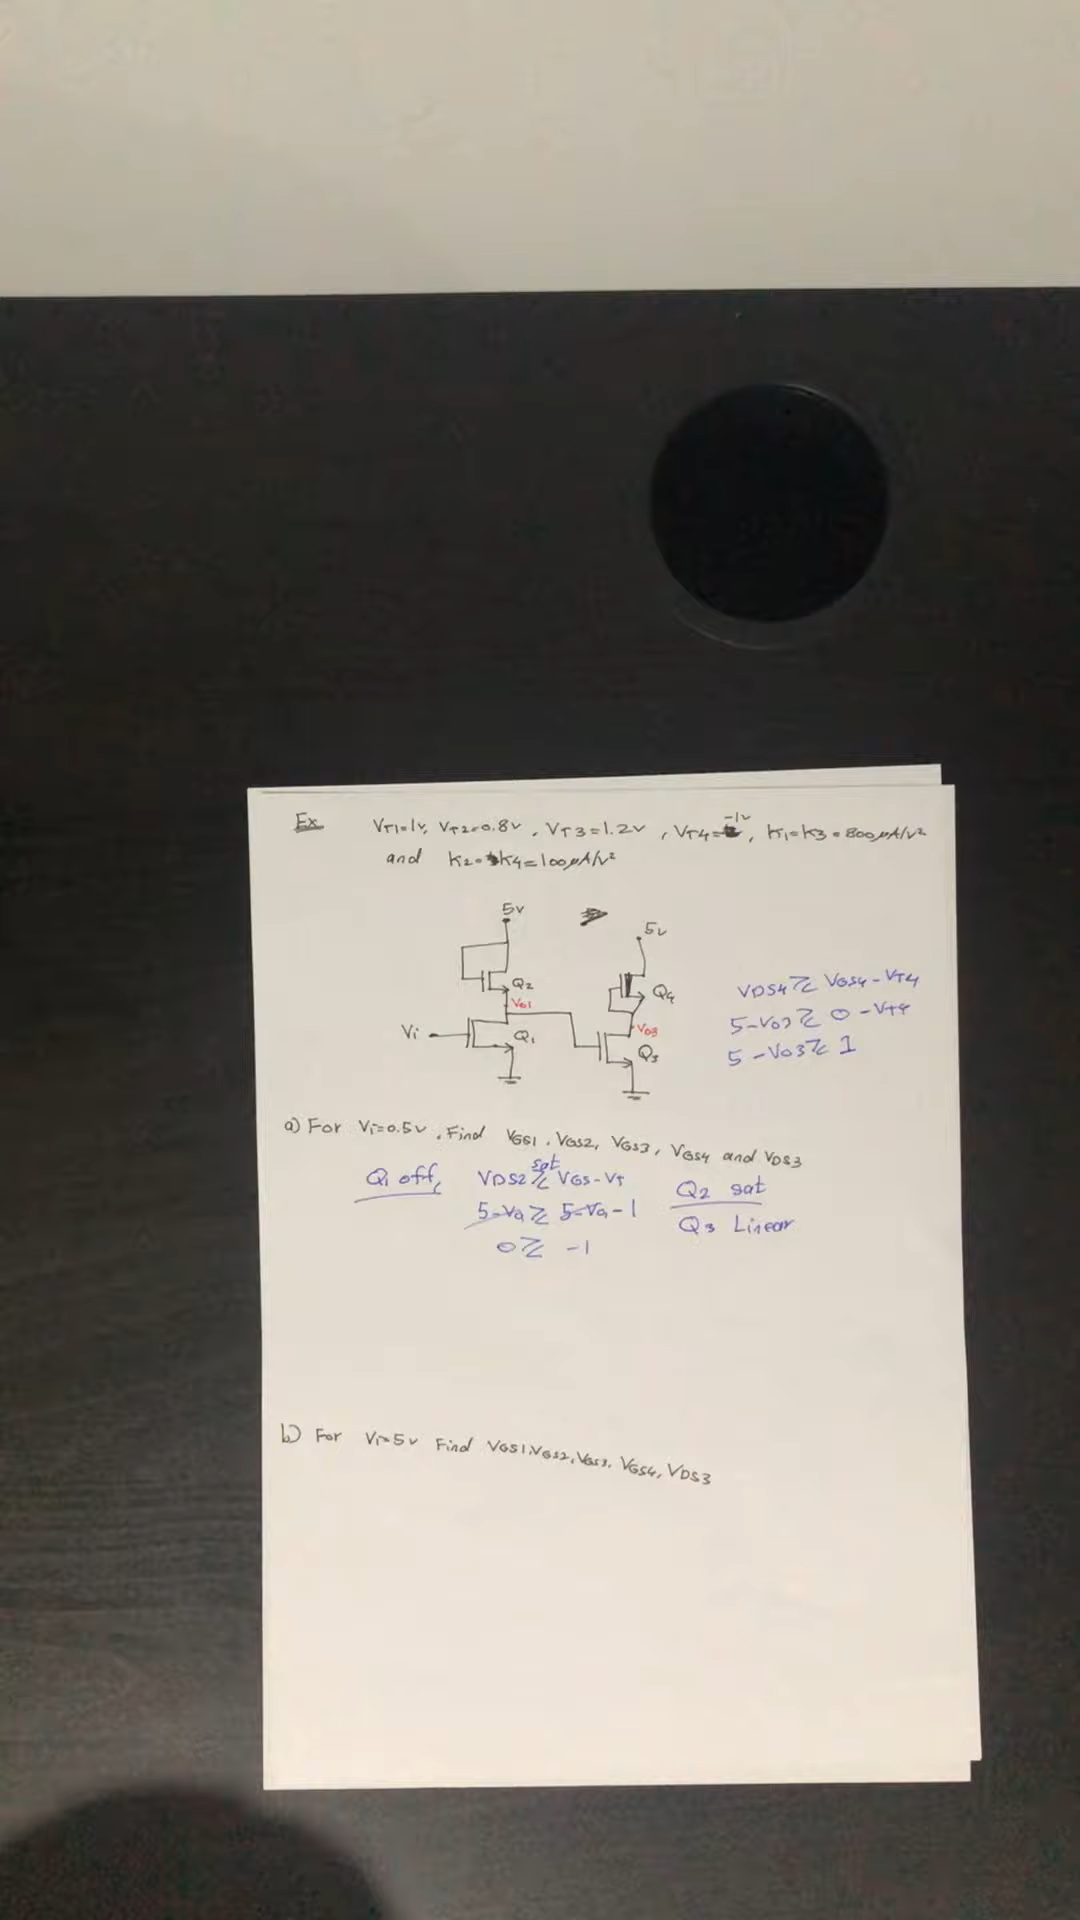 Ex VT1=1v, VT2=0.8v, VT3=1.2v, VT4=-1v, K1=K3=800µA/V²
and K2=K4=100µA/V²
5v
5v
Q2
Q4
Vo1
Vi
Q1
Vo3
Q3
VDS4 ≥ VGS4-VT4
5-Vo3 ≥ 0-VT4
5-Vo3 ≥ 1
a) For Vi=0.5v, Find VGS1, VGS2, VGS3, VGS4 and VDS3
sat
Q1 off, VDS2 ≥ VGS-VT Q2 sat
5-Vo1 ≥ 5-Vo1-1 Q3 Linear
0 ≥ -1
b) For Vi=5v Find VGS1, VGS2, VGS3, VGS4, VDS3